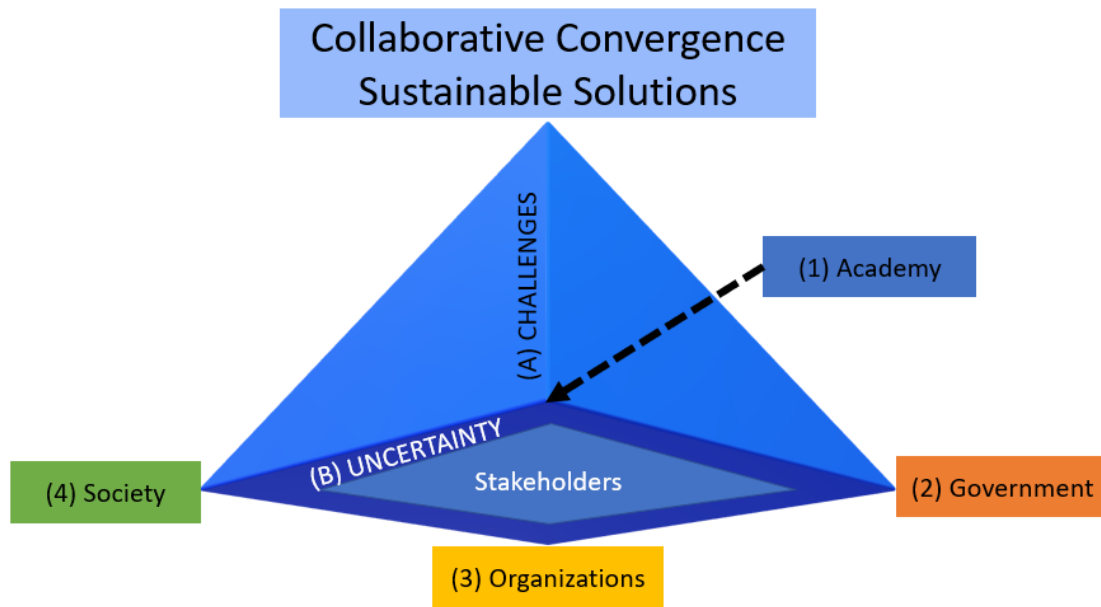 Collaborative Convergence
Sustainable Solutions
(A) CHALLENGES
(1) Academy
(B) UNCERTAINTY
Stakeholders
(4) Society
(2) Government
(3) Organizations